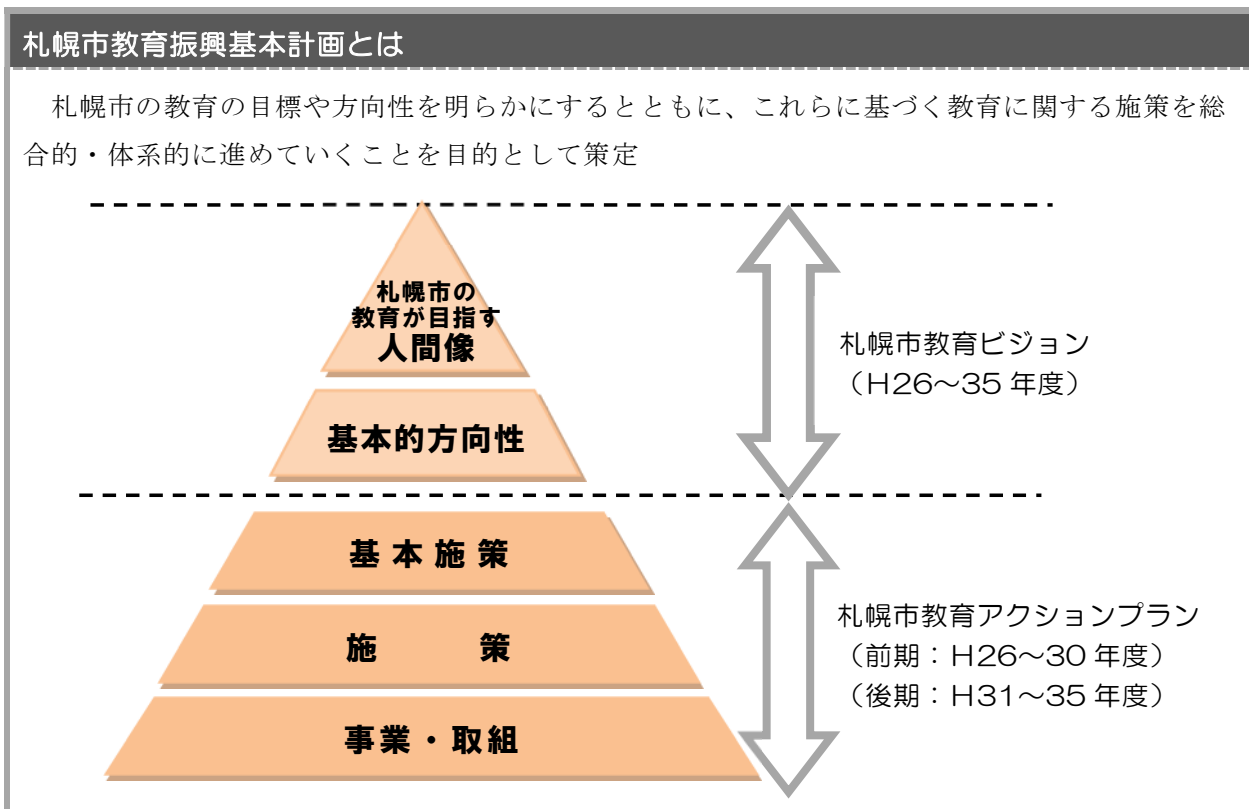 札幌市教育振興基本計画とは
札幌市の教育の目標や方向性を明らかにするとともに、これらに基づく教育に関する施策を総
合的・体系的に進めていくことを目的として策定
札幌市の
教育が目指す
人間像
基本的方向性
札幌市教育ビジョン
（H26～35 年度）
基本施策
施　　策
事業・取組
札幌市教育アクションプラン
（前期：H26～30 年度）
（後期：H31～35 年度）